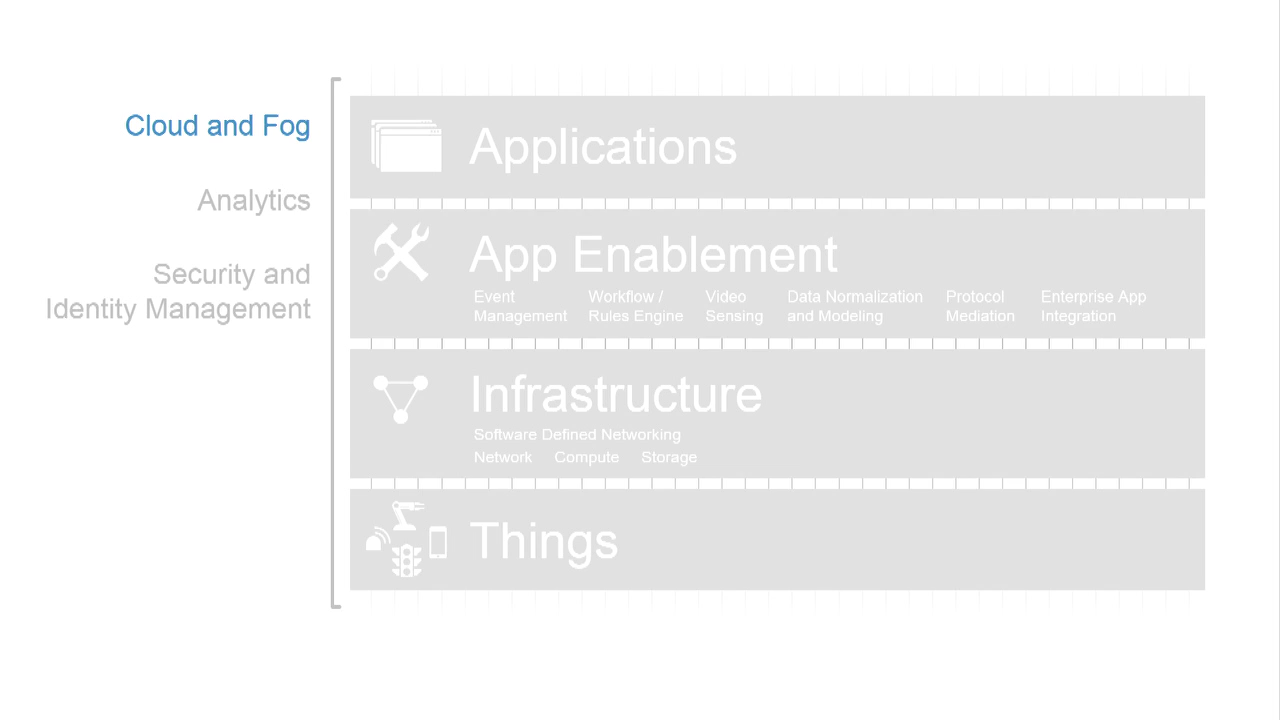 Cloud and Fog
Analytics
Security and
Identity Management
Applications
App Enablement
Event Management
Workflow / Rules Engine
Video Sensing
Data Normalization and Modeling
Protocol Mediation
Enterprise App Integration
Infrastructure
Software Defined Networking
Network Compute Storage
Things